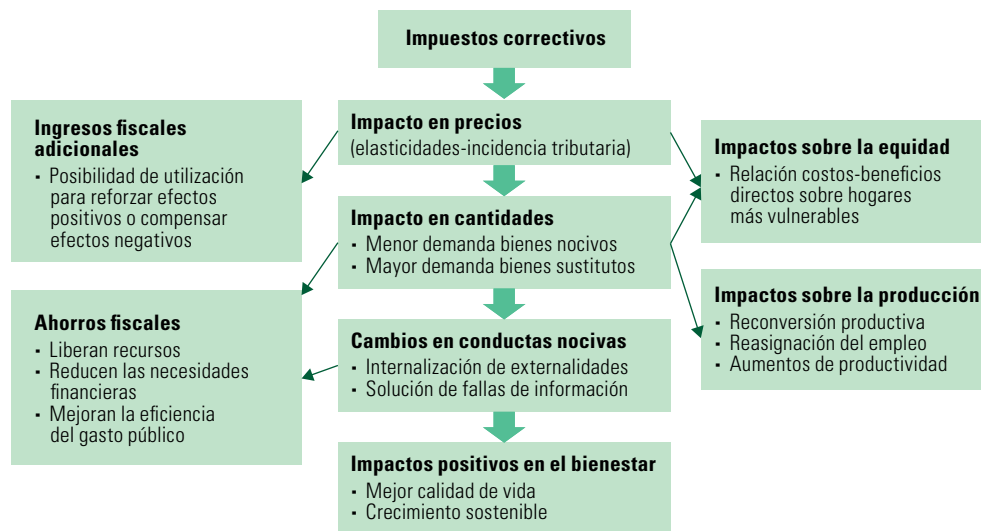 Impuestos correctivos
Ingresos fiscales
adicionales
▪ Posibilidad de utilización
para reforzar efectos
positivos o compensar
efectos negativos
Impacto en precios
(elasticidades-incidencia tributaria)
Impactos sobre la equidad
▪ Relación costos-beneficios
directos sobre hogares
más vulnerables
Impacto en cantidades
▪ Menor demanda bienes nocivos
▪ Mayor demanda bienes sustitutos
Impactos sobre la producción
▪ Reconversión productiva
▪ Reasignación del empleo
▪ Aumentos de productividad
Ahorros fiscales
▪ Liberan recursos
▪ Reducen las necesidades
financieras
▪ Mejoran la eficiencia
del gasto público
Cambios en conductas nocivas
▪ Internalización de externalidades
▪ Solución de fallas de información
Impactos positivos en el bienestar
▪ Mejor calidad de vida
▪ Crecimiento sostenible